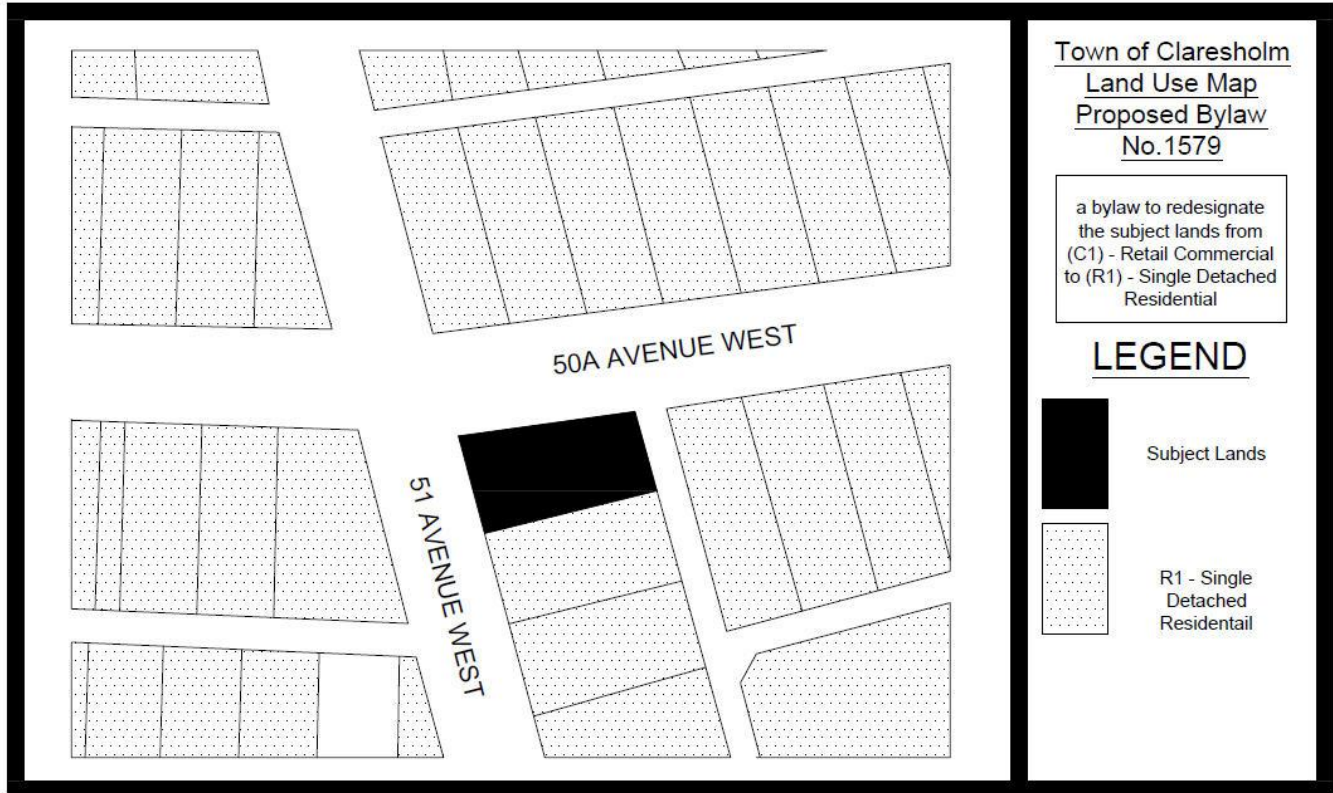 50A AVENUE WEST
51 AVENUE WEST
Town of Claresholm
Land Use Map
Proposed Bylaw
No.1579
a bylaw to redesignate
the subject lands from
(C1) - Retail Commercial
to (R1) - Single Detached
Residential
LEGEND
Subject Lands
R1 - Single
Detached
Residentail